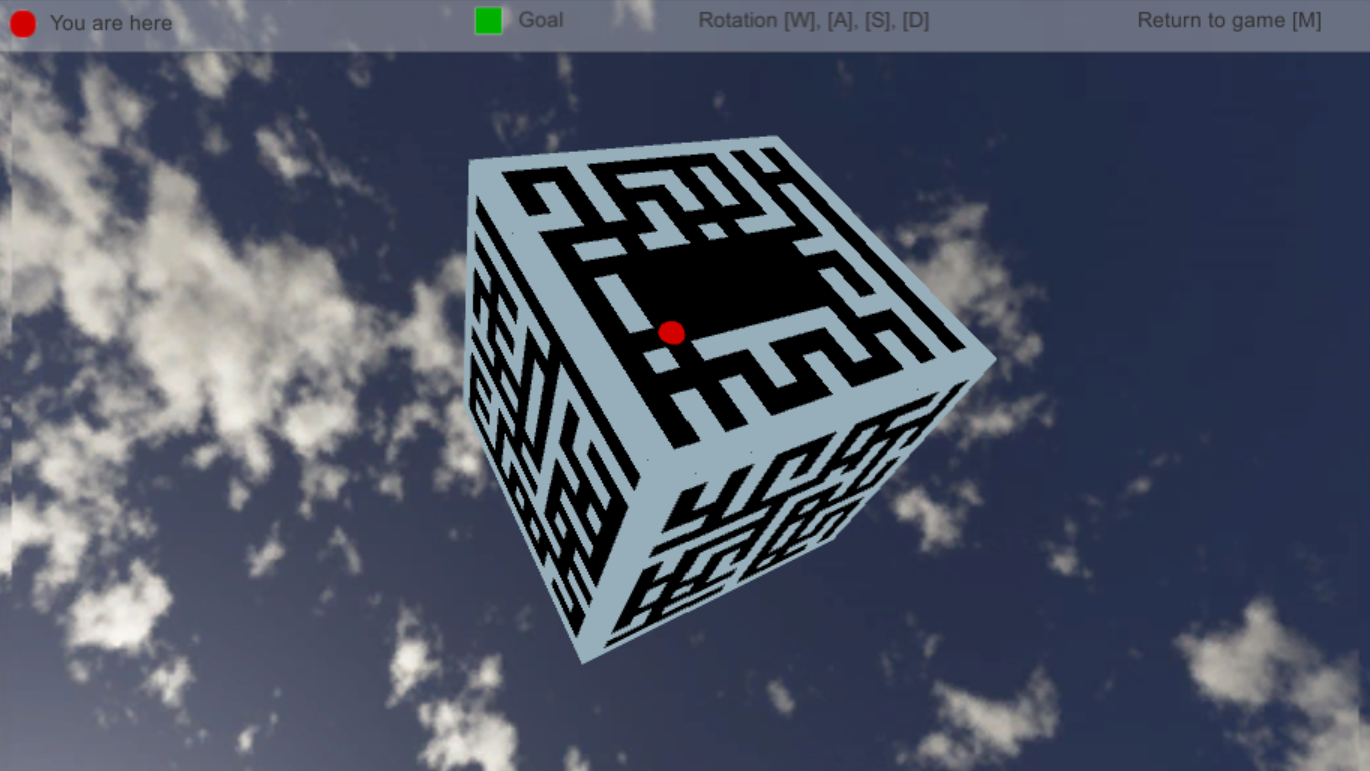 You are here
Goal
Rotation [W], [A], [S], [D]
Return to game [M]